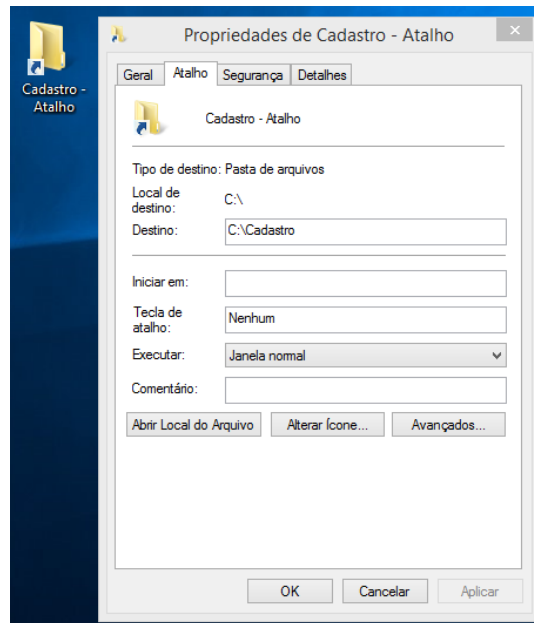 Cadastro -
Atalho
Propriedades de Cadastro - Atalho
Geral Atalho Segurança Detalhes
Cadastro - Atalho
Tipo de destino: Pasta de arquivos
Local de
destino: C:\
Destino: C:\Cadastro
Iniciar em:
Tecla de
atalho: Nenhum
Executar: Janela normal
Comentário:
Abrir Local do Arquivo Alterar Ícone... Avançados...
OK Cancelar Aplicar